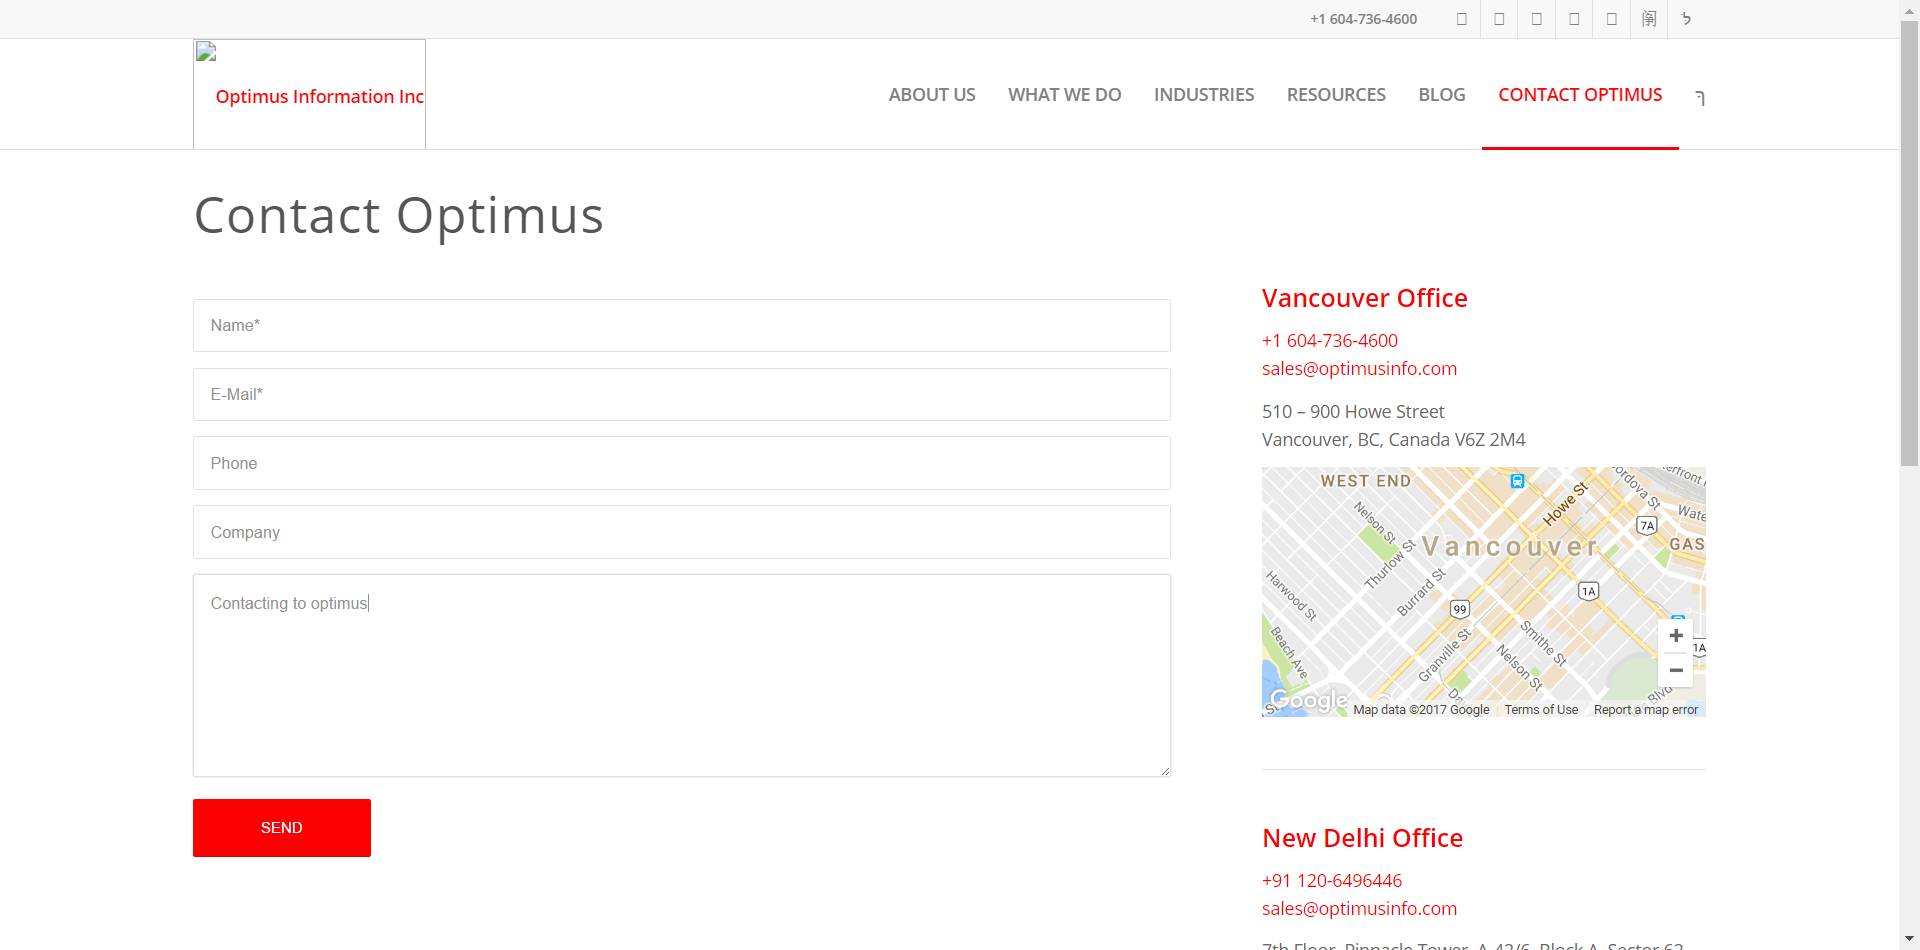 +1 604-736-4600
Optimus Information Inc
ABOUT US WHAT WE DO INDUSTRIES RESOURCES BLOG CONTACT OPTIMUS
Contact Optimus
Name*
E-Mail*
Phone
Company
Contacting to optimus
SEND
Vancouver Office
+1 604-736-4600
sales@optimusinfo.com
510 – 900 Howe Street
Vancouver, BC, Canada V6Z 2M4
WEST END
Howe St
Nelson St
7A
Vancouver
Thurlow St
Harwood St
Burrard St
1A
99
Smithe St
Beach Ave
Granville St
Nelson St
1A
Google
Map data ©2017 Google
Terms of Use
Report a map error
New Delhi Office
+91 120-6496446
sales@optimusinfo.com